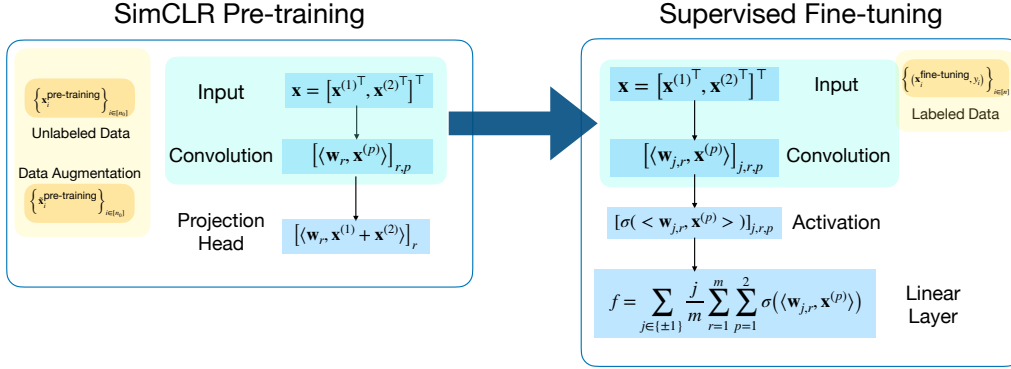 SimCLR Pre-training
{x_i^pre-training}_{i∈[n_0]}
Unlabeled Data
Data Augmentation
{x̃_i^pre-training}_{i∈[n_0]}
Input
x = [x^(1)⊤, x^(2)⊤]^⊤
Convolution
[⟨w_r, x^(p)⟩]_{r,p}
Projection
Head
[⟨w_r, x^(1) + x^(2)⟩]_r
Supervised Fine-tuning
x = [x^(1)⊤, x^(2)⊤]^⊤
Input
{(x_i^fine-tuning, y_i)}_{i∈[n]}
Labeled Data
[⟨w_{j,r}, x^(p)⟩]_{j,r,p}
Convolution
[σ( < w_{j,r}, x^(p) > )]_{j,r,p}
Activation
f = ∑_{j∈{±1}} j/m ∑_{r=1}^m ∑_{p=1}^2 σ(⟨w_{j,r}, x^(p)⟩)
Linear
Layer